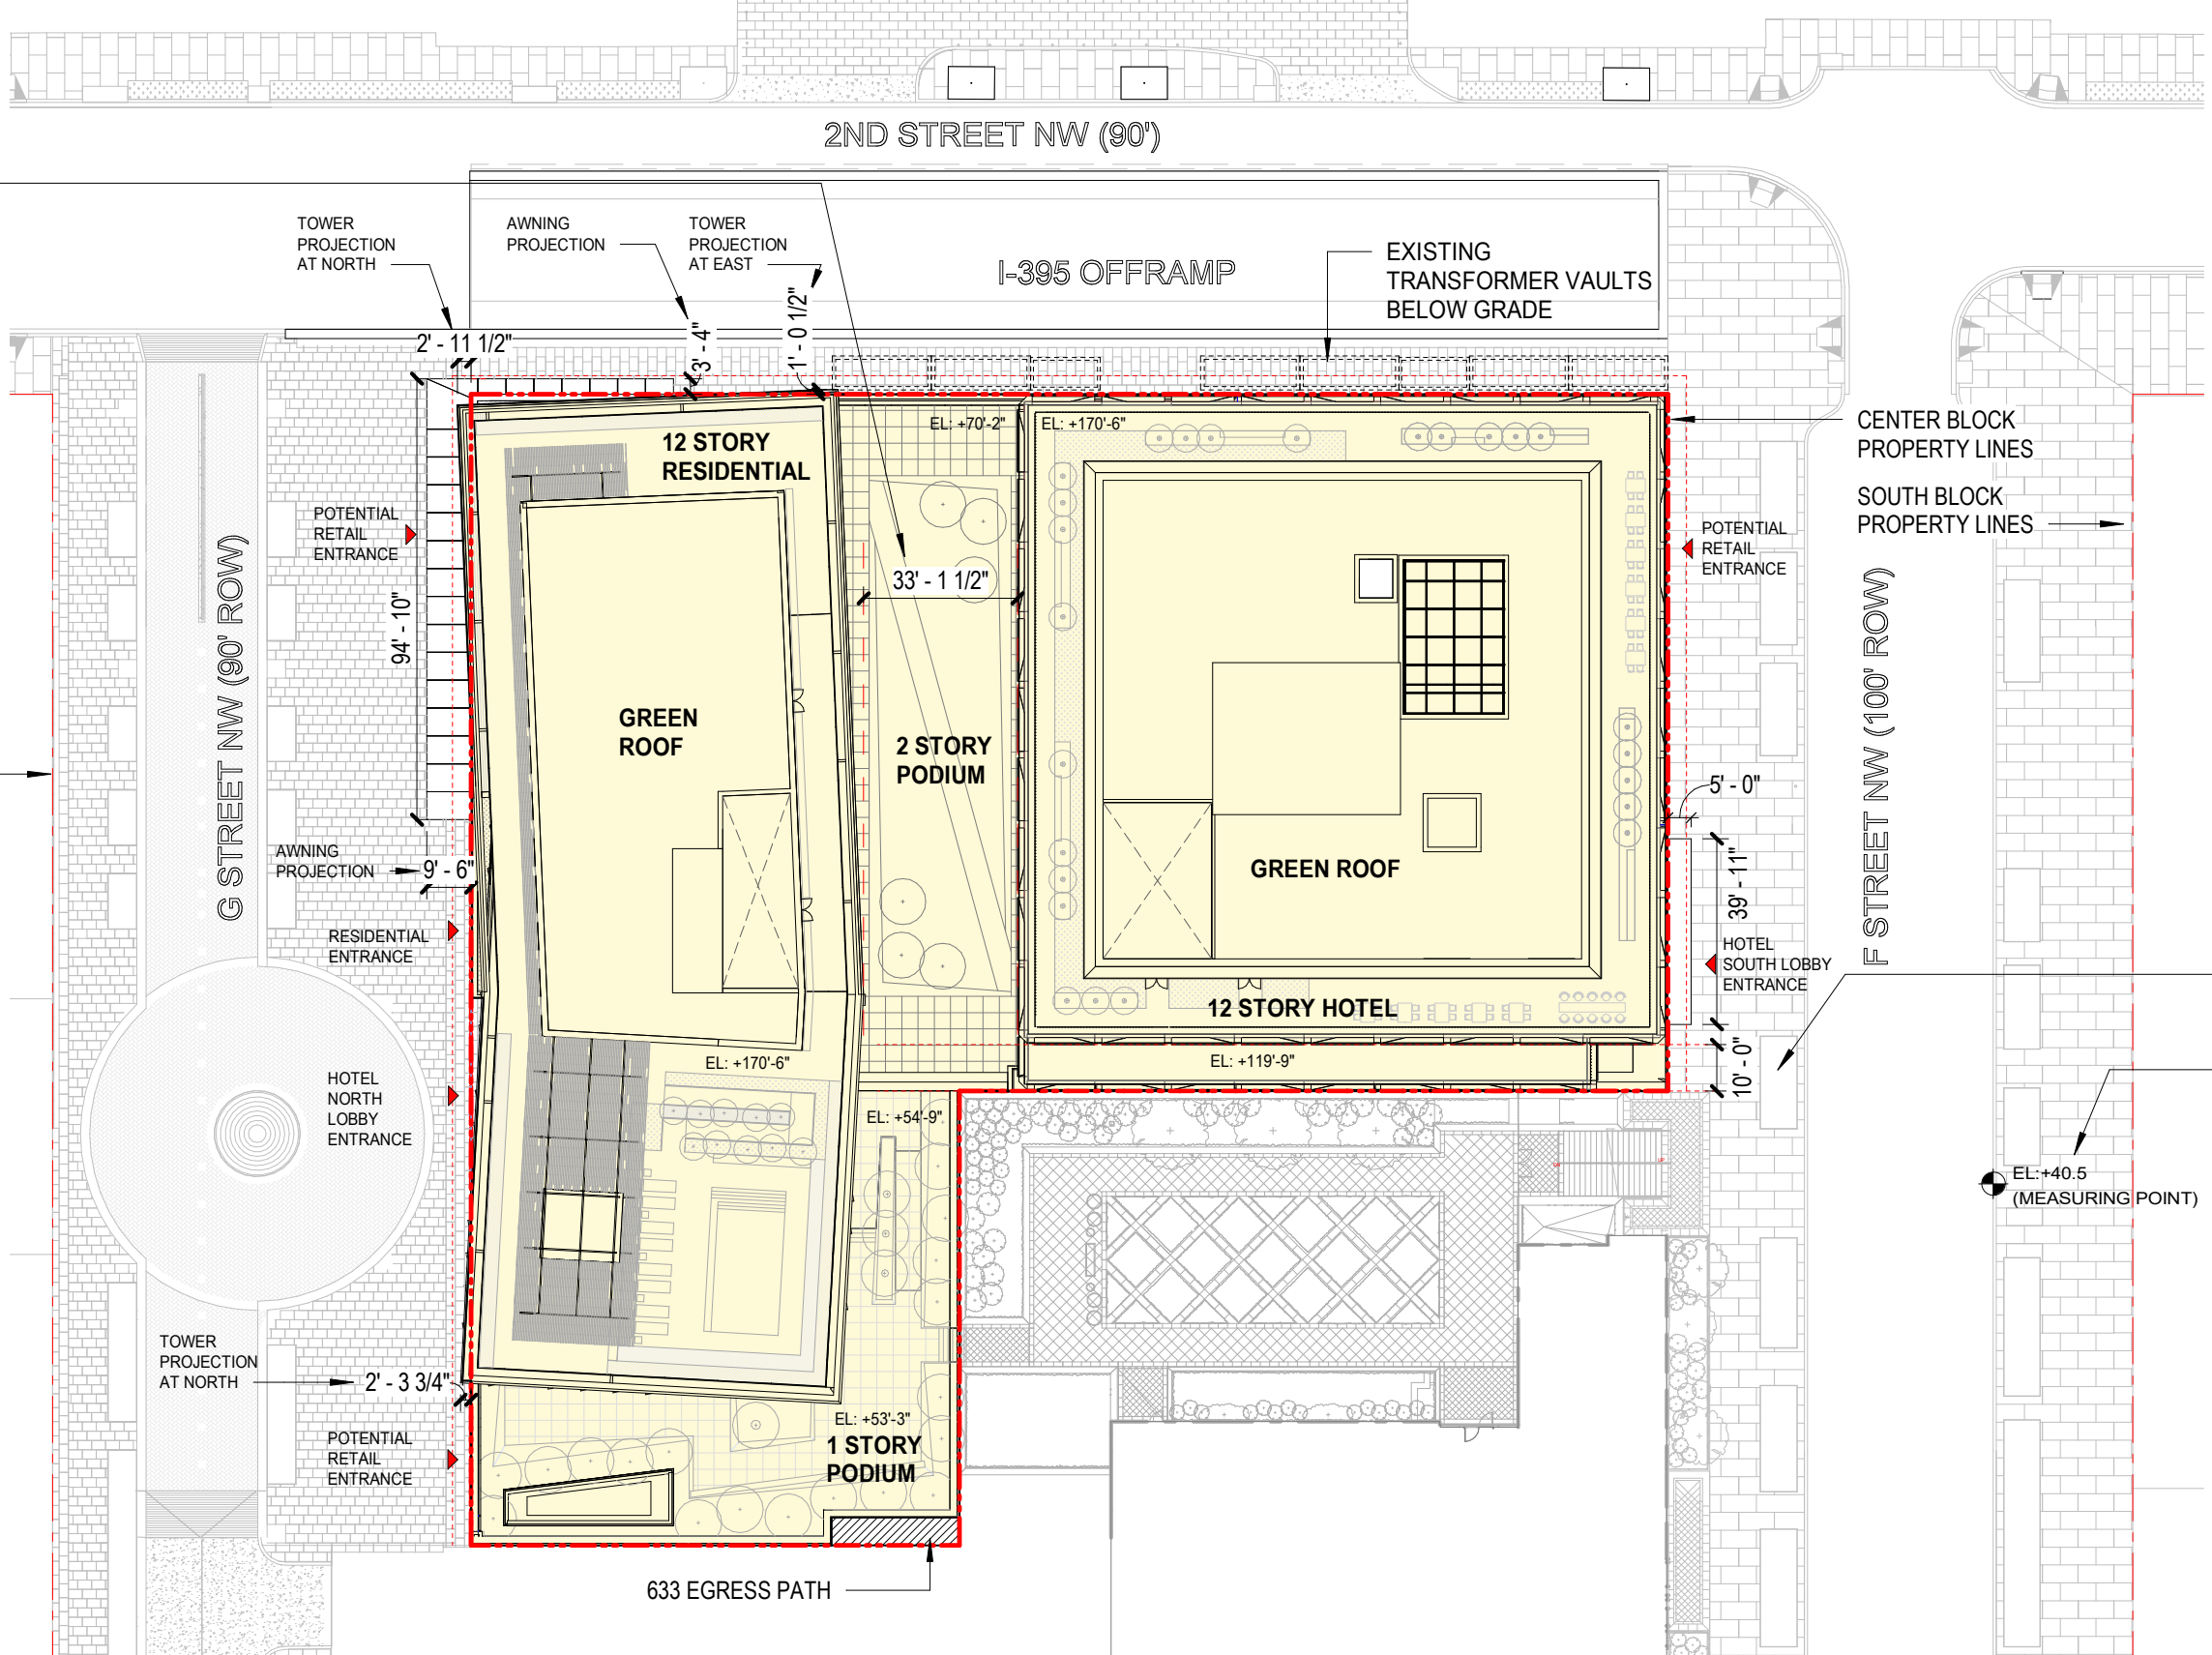 2ND STREET NW (90')
TOWER
PROJECTION
AT NORTH
AWNING
PROJECTION
TOWER
PROJECTION
AT EAST
I-395 OFFRAMP
EXISTING
TRANSFORMER VAULTS
BELOW GRADE
2' - 11 1/2"
3' - 4"
1' - 0 1/2"
EL: +70'-2"
EL: +170'-6"
12 STORY
RESIDENTIAL
CENTER BLOCK
PROPERTY LINES
SOUTH BLOCK
PROPERTY LINES
POTENTIAL
RETAIL
ENTRANCE
POTENTIAL
RETAIL
ENTRANCE
33' - 1 1/2"
94' - 10"
G STREET NW (90' ROW)
F STREET NW (100' ROW)
GREEN
ROOF
2 STORY
PODIUM
5' - 0"
AWNING
PROJECTION
9' - 6"
GREEN ROOF
39' - 11"
RESIDENTIAL
ENTRANCE
HOTEL
SOUTH LOBBY
ENTRANCE
12 STORY HOTEL
EL: +170'-6"
EL: +119'-9"
10' - 0"
HOTEL
NORTH
LOBBY
ENTRANCE
EL: +54'-9"
EL:+40.5
(MEASURING POINT)
TOWER
PROJECTION
AT NORTH
2' - 3 3/4"
EL: +53'-3"
1 STORY
PODIUM
POTENTIAL
RETAIL
ENTRANCE
633 EGRESS PATH